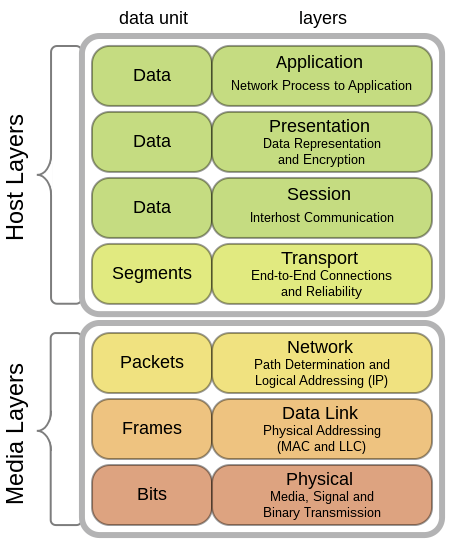 data unit
layers
Host Layers
Data
Application
Network Process to Application
Data
Presentation
Data Representation
and Encryption
Data
Session
Interhost Communication
Segments
Transport
End-to-End Connections
and Reliability
Media Layers
Packets
Network
Path Determination and
Logical Addressing (IP)
Frames
Data Link
Physical Addressing
(MAC and LLC)
Bits
Physical
Media, Signal and
Binary Transmission